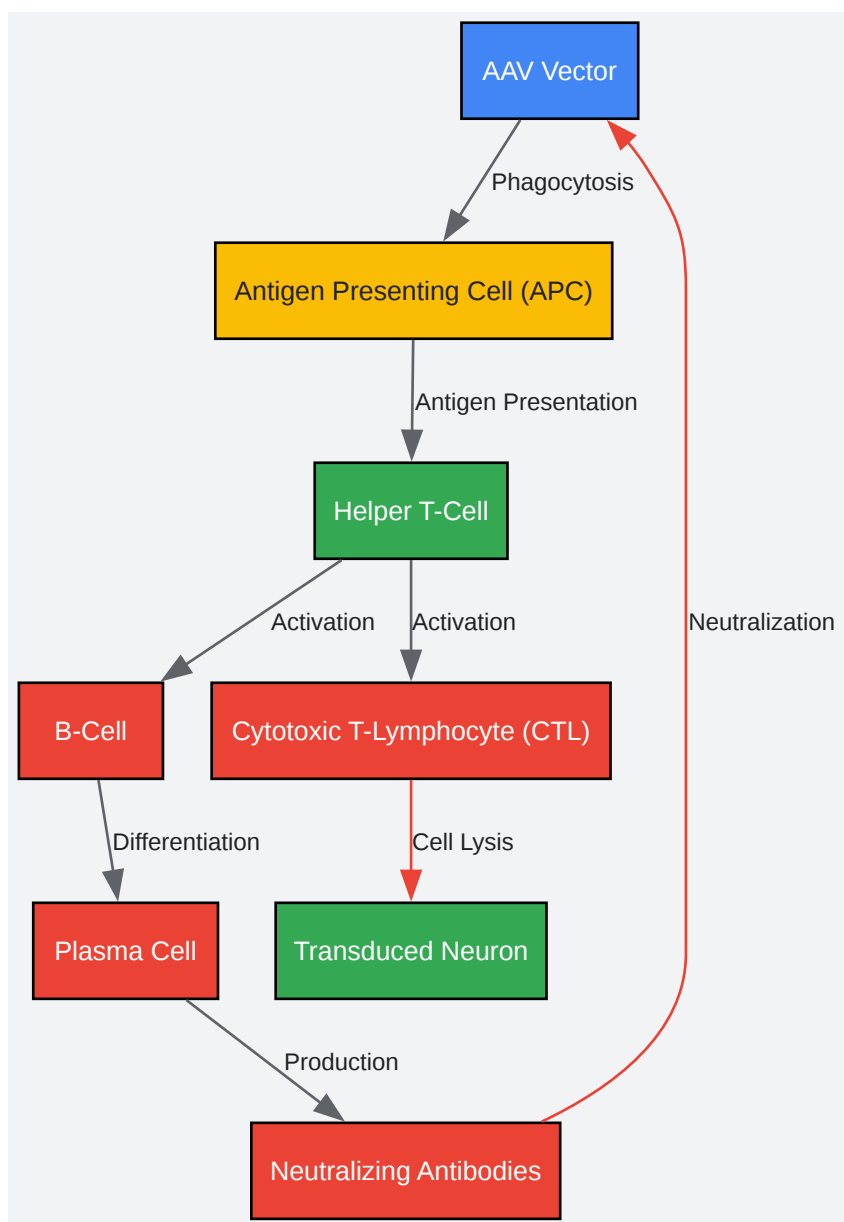 AAV Vector
Phagocytosis
Antigen Presenting Cell (APC)
Antigen Presentation
Helper T-Cell
Activation
Activation
Neutralization
B-Cell
Cytotoxic T-Lymphocyte (CTL)
Differentiation
Cell Lysis
Plasma Cell
Transduced Neuron
Production
Neutralizing Antibodies